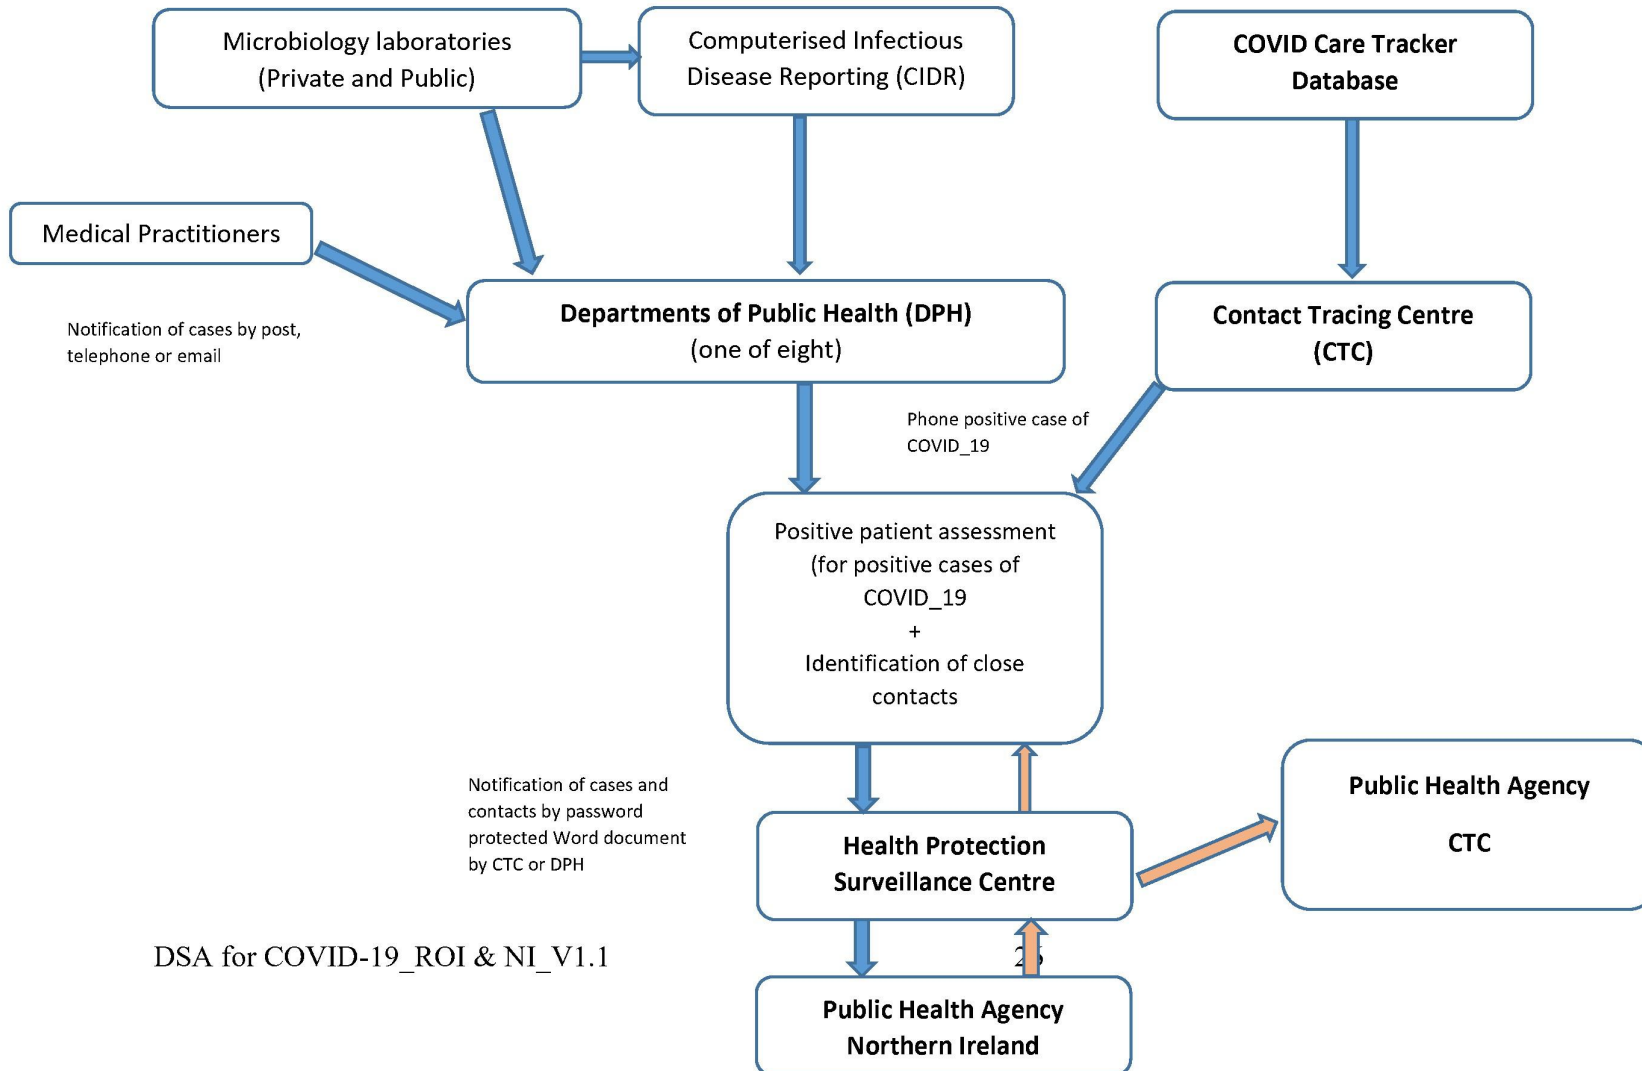 Microbiology laboratories
(Private and Public)
Computerised Infectious
Disease Reporting (CIDR)
COVID Care Tracker
Database
Medical Practitioners
Notification of cases by post,
telephone or email
Departments of Public Health (DPH)
(one of eight)
Contact Tracing Centre
(CTC)
Phone positive case of
COVID_19
Positive patient assessment
(for positive cases of
COVID_19
+
Identification of close
contacts
Notification of cases and
contacts by password
protected Word document
by CTC or DPH
Health Protection
Surveillance Centre
Public Health Agency
CTC
DSA for COVID-19_ROI & NI_V1.1
Public Health Agency
Northern Ireland